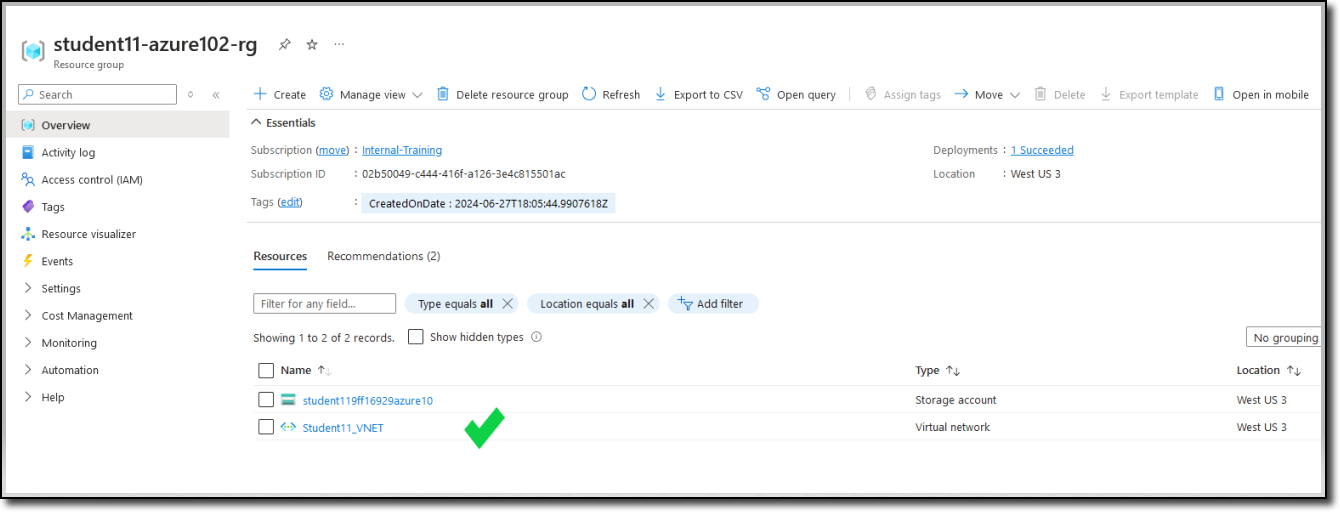 student11-azure102-rg ...
Resource group
Search
«
Create Manage view Delete resource group Refresh Export to CSV Open query Assign tags Move Delete Export template Open in mobile
Overview
Activity log
Access control (IAM)
Tags
Resource visualizer
Events
Settings
Cost Management
Monitoring
Automation
Help
Essentials
Subscription (move) : Internal-Training
Deployments : 1 Succeeded
Subscription ID : 02b50049-c444-416f-a126-3e4c815501ac
Location : West US 3
Tags (edit) : CreatedOnDate : 2024-06-27T18:05:44.9907618Z
Resources Recommendations (2)
Filter for any field... Type equals all Location equals all Add filter
Showing 1 to 2 of 2 records. Show hidden types No grouping
Name Type Location
student119ff16929azure10 Storage account West US 3
Student11_VNET Virtual network West US 3